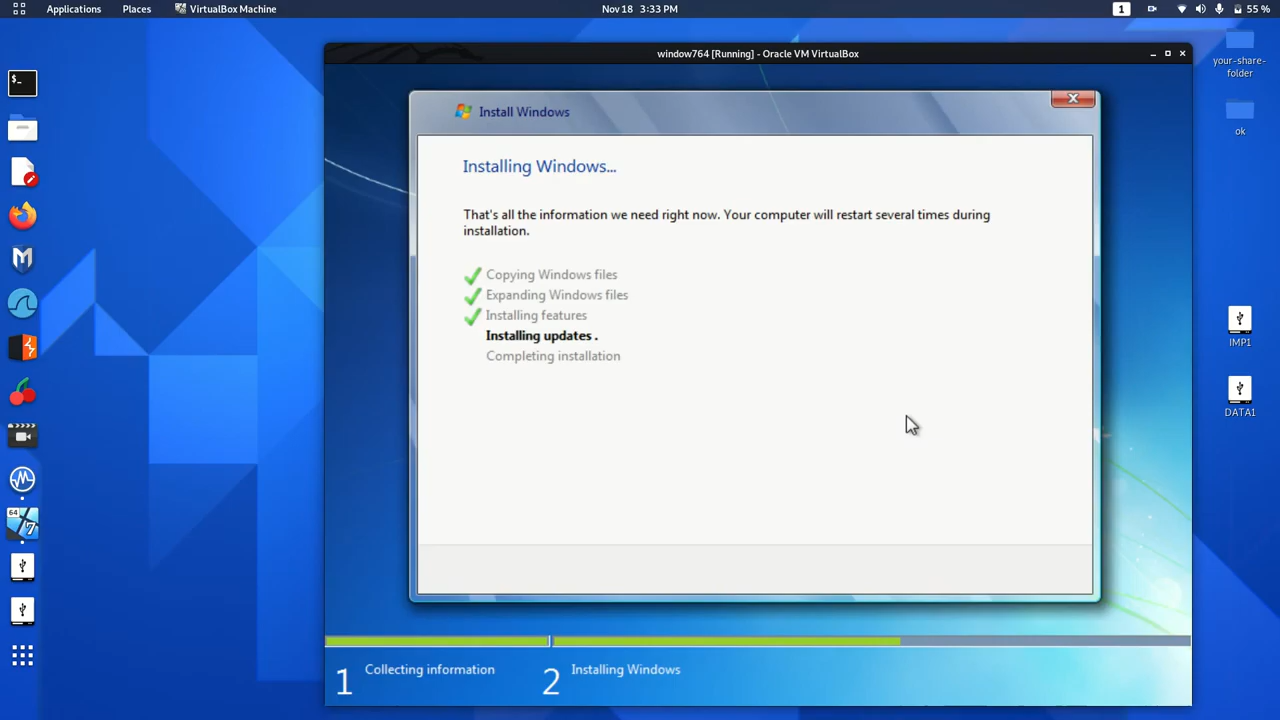 Applications Places VirtualBox Machine Nov 18 3:33 PM 1 55 %
window764 [Running] - Oracle VM VirtualBox
your-share-
folder
ok
Install Windows
Installing Windows...
That's all the information we need right now. Your computer will restart several times during
installation.
Copying Windows files
Expanding Windows files
Installing features
Installing updates .
Completing installation
IMP1
DATA1
$_
64
7
1 Collecting information 2 Installing Windows